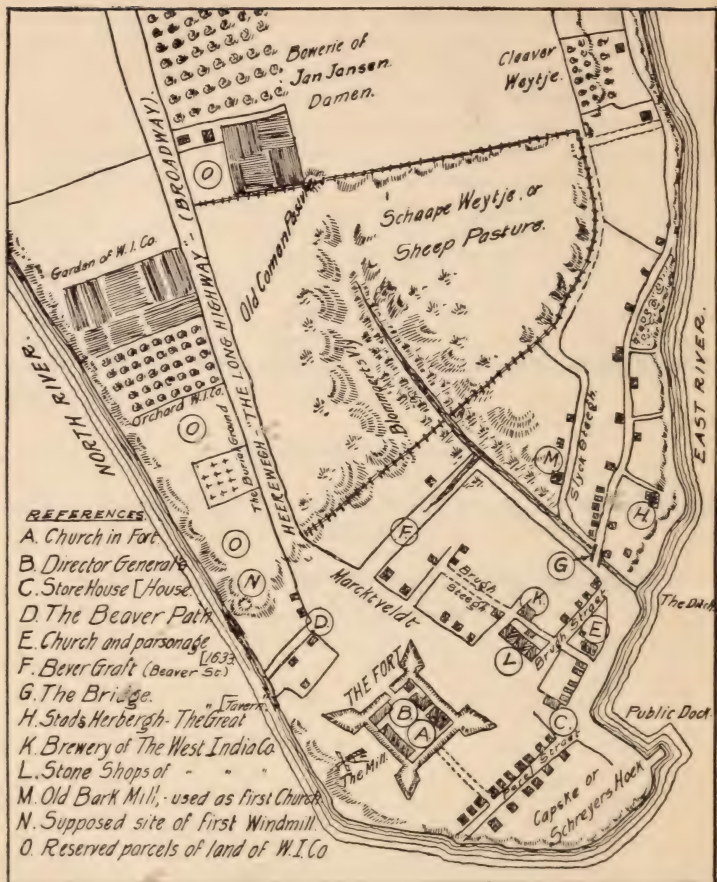 Bowerie of
Jan Jansen
Damen.
Cleaver
Weytje.
O
HEEREWEGH "THE LONG HIGHWAY" - (BROADWAY).
Old Comon Pasture
Schaape Weytje. or
Sheep Pasture.
Garden of W.I. Co.
NORTH RIVER.
EAST RIVER.
Orchard W.I. Co.
O
The Burial Ground
O
N
Blommaert's Vly
Slyck Steegh.
M
H
F
G
Marcktveldt
Brugh
Steegh
K
Brugh Straet
E
The Dock
D
V
THE FORT
B
A
C
Public Dock.
The Mill.
Perel Straet
Capske or
Schreyers Hoek
REFERENCES.
A. Church in Fort.
B. Director General's
C. Store House [House.
D. The Beaver Path
E. Church and parsonage
[1633
F. Bever Graft (Beaver St.)
G. The Bridge.
[Tavern."
H. Stads Herbergh - The "Great
K. Brewery of The West India Co
L. Stone Shops of " " "
M. Old Bark Mill, - used as first Church
N. Supposed site of first Windmill.
O. Reserved parcels of land of W.I. Co